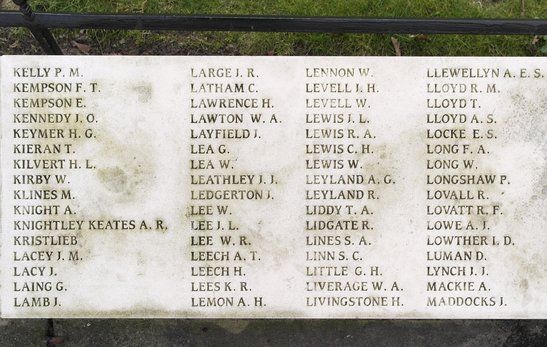 KELLY P. M.
KEMPSON F. T.
KEMPSON E.
KENNEDY J. O.
KEYMER H. G.
KIERAN T.
KILVERT H. L.
KIRBY W.
KLINES M.
KNIGHT A.
KNIGHTLEY KEATES A. R.
KRISTLIEB
LACEY J. M.
LACY J.
LAING G.
LAMB J.
LARGE J. R.
LATHAM C.
LAWRENCE H.
LAWTON W. A.
LAYFIELD J.
LEA G.
LEA W.
LEATHLEY J. J.
LEDGERTON J.
LEE W.
LEE J. L.
LEE W. R.
LEECH A. T.
LEECH H.
LEES K. R.
LEMON A. H.
LENNON W.
LEVELL J. H.
LEVELL W.
LEWIS J. L.
LEWIS R. A.
LEWIS C. H.
LEWIS W.
LEYLAND A. G.
LEYLAND R.
LIDDY T. A.
LIDGATE R.
LINES S. A.
LINN S. C.
LITTLE G. H.
LIVERAGE W. A.
LIVINGSTONE H.
LLEWELLYN A. E. S.
LLOYD R. M.
LLOYD T.
LLOYD A. S.
LOCKE E. S.
LONG F. A.
LONG W.
LONGSHAW P.
LOVALL R.
LOVATT R. F.
LOWE A. J.
LOWTHER I. D.
LUMAN D.
LYNCH J. J.
MACKIE A.
MADDOCKS J.